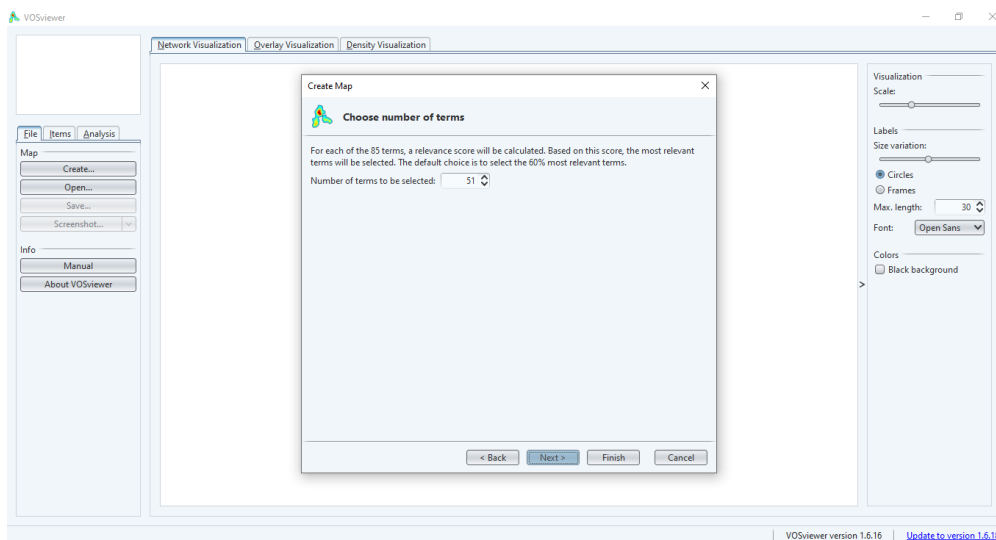 VOSviewer
Network Visualization Overlay Visualization Density Visualization
File Items Analysis
Map
Create...
Open...
Save...
Screenshot...
Info
Manual
About VOSviewer
Create Map
Choose number of terms
For each of the 85 terms, a relevance score will be calculated. Based on this score, the most relevant
terms will be selected. The default choice is to select the 60% most relevant terms.
Number of terms to be selected: 51
< Back Next > Finish Cancel
>
Visualization
Scale:
Labels
Size variation:
Circles
Frames
Max. length: 30
Font: Open Sans
Colors
Black background
VOSviewer version 1.6.16 Update to version